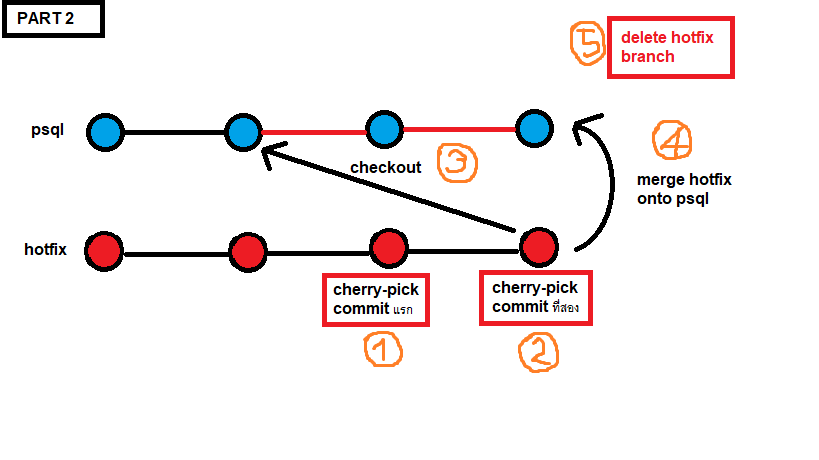 PART 2
5
delete hotfix
branch
psql
checkout
3
4
merge hotfix
onto psql
hotfix
cherry-pick
commit แรก
1
cherry-pick
commit ที่สอง
2